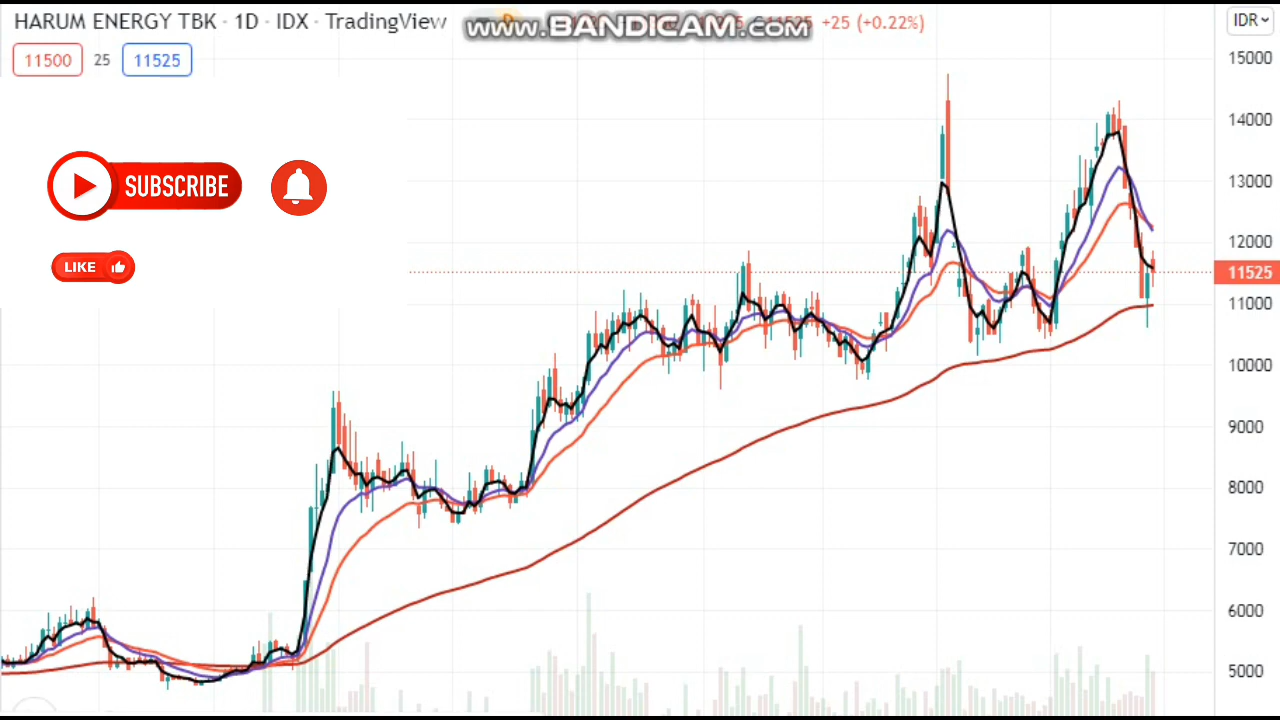 HARUM ENERGY TBK · 1D · IDX · TradingView
www.BANDICAM.com
11525 +25 (+0.22%)
IDR
11500 25 11525
SUBSCRIBE
LIKE
15000
14000
13000
12000
11525
11000
10000
9000
8000
7000
6000
5000